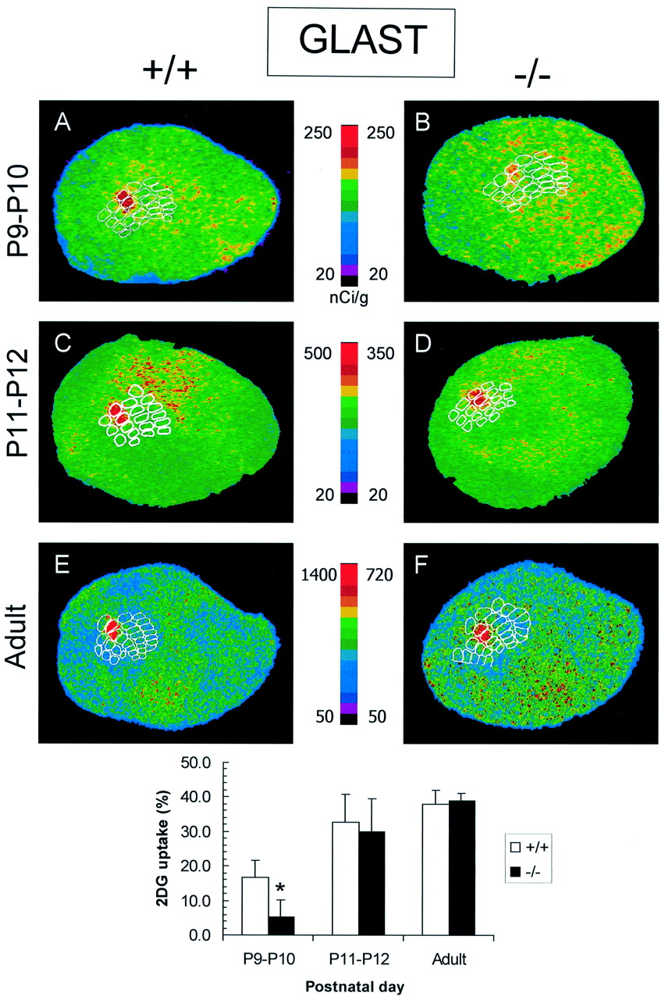 GLAST
+/+ -/-
P9-P10
A
250 250
20 20
nCi/g
B
P11-P12
C
500 350
20 20
D
Adult
E
1400 720
50 50
F
2DG uptake (%)
50.0
40.0
30.0
20.0
10.0
0.0
*
+/+
-/-
P9-P10 P11-P12 Adult
Postnatal day